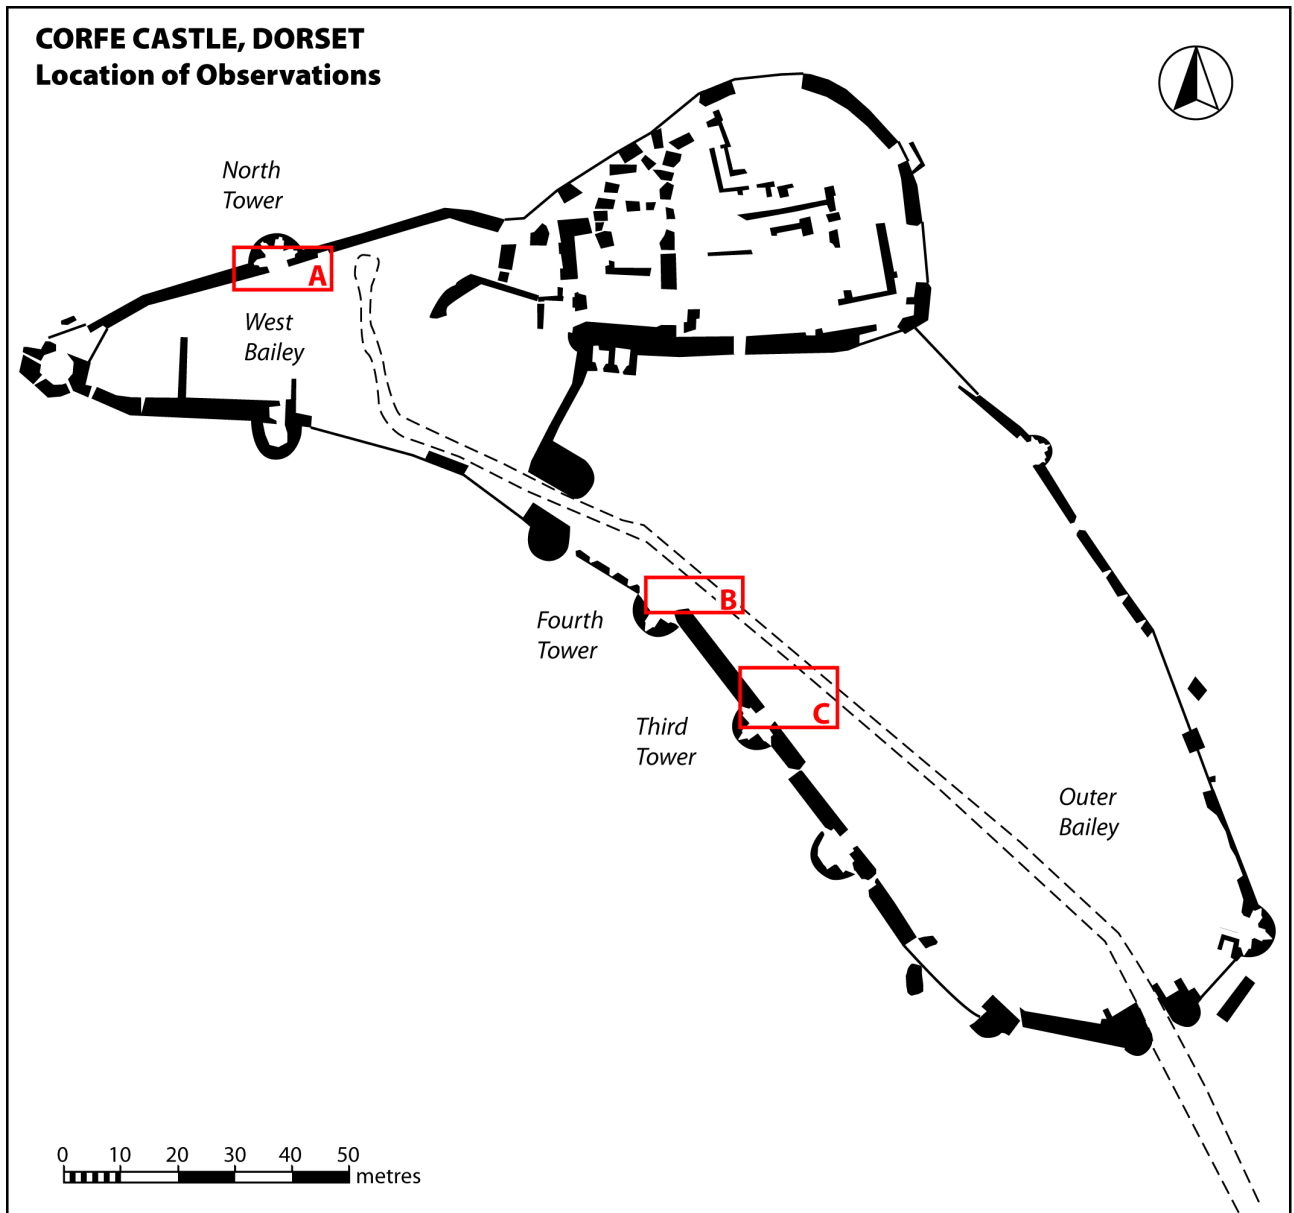 CORFE CASTLE, DORSET
Location of Observations
North
Tower
A
West
Bailey
B
Fourth
Tower
C
Third
Tower
Outer
Bailey
0 10 20 30 40 50
metres